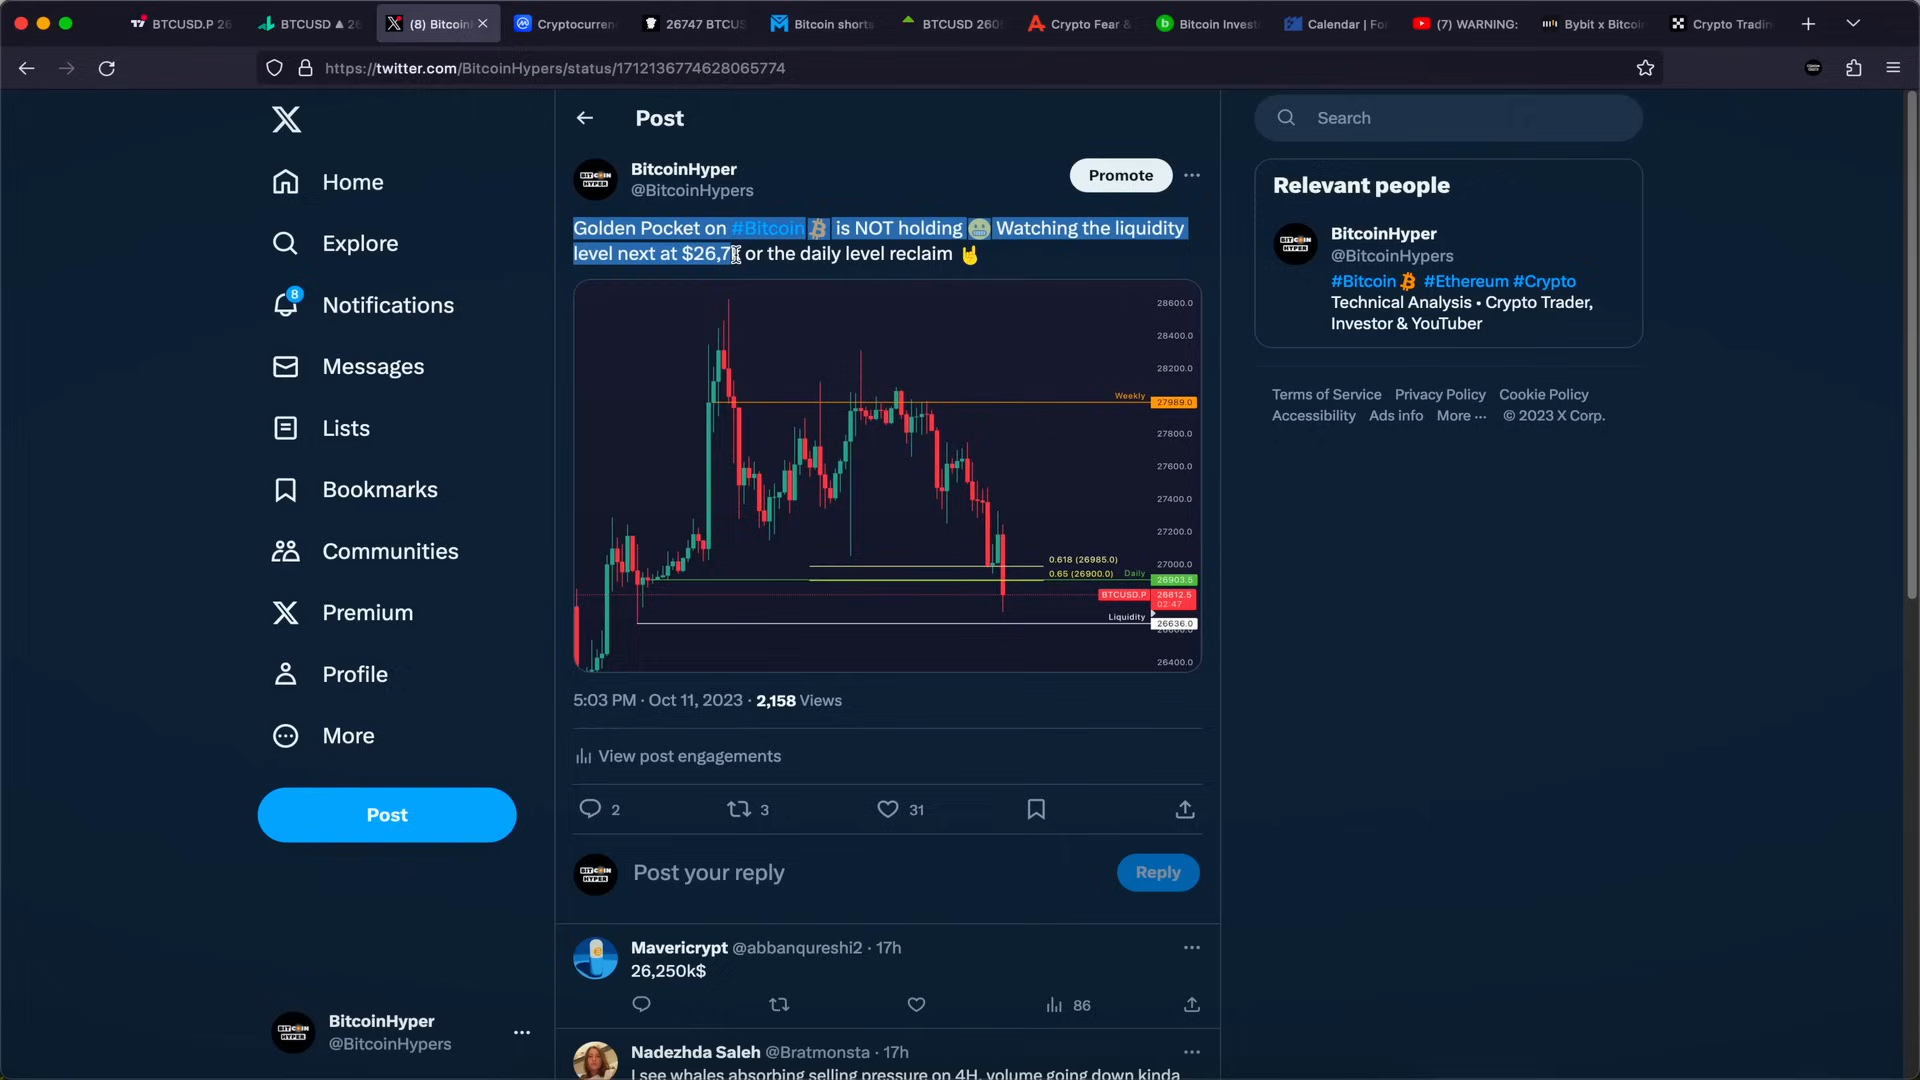 BTCUSD.P 26
BTCUSD ▲ 26
(8) Bitcoin
Cryptocurren
26747 BTCUS
Bitcoin shorts
BTCUSD 260
Crypto Fear &
Bitcoin Invest
Calendar | Fo
(7) WARNING:
Bybit x Bitcoi
Crypto Tradin
https://twitter.com/BitcoinHypers/status/1712136774628065774
Home
Explore
8
Notifications
Messages
Lists
Bookmarks
Communities
Premium
Profile
More
Post
BitcoinHyper
@BitcoinHypers
Post
BitcoinHyper
@BitcoinHypers
Promote
Golden Pocket on #Bitcoin is NOT holding 😬 Watching the liquidity
level next at $26,7 or the daily level reclaim 🤘
28600.0
28400.0
28200.0
Weekly
27989.0
27800.0
27600.0
27400.0
27200.0
27000.0
0.618 (26985.0)
0.65 (26900.0)
Daily
26903.5
BTCUSD.P
26812.5
02:47
Liquidity
26636.0
26400.0
5:03 PM · Oct 11, 2023 · 2,158 Views
View post engagements
2
3
31
BITCOIN HYPER
Post your reply
Reply
Mavericrypt @abbanqureshi2 · 17h
26,250k$
86
Nadezhda Saleh @Bratmonsta · 17h
I see whales absorbing selling pressure on 4H, volume going down kinda
Search
Relevant people
BitcoinHyper
@BitcoinHypers
#Bitcoin #Ethereum #Crypto
Technical Analysis • Crypto Trader,
Investor & YouTuber
Terms of Service Privacy Policy Cookie Policy
Accessibility Ads info More ··· © 2023 X Corp.